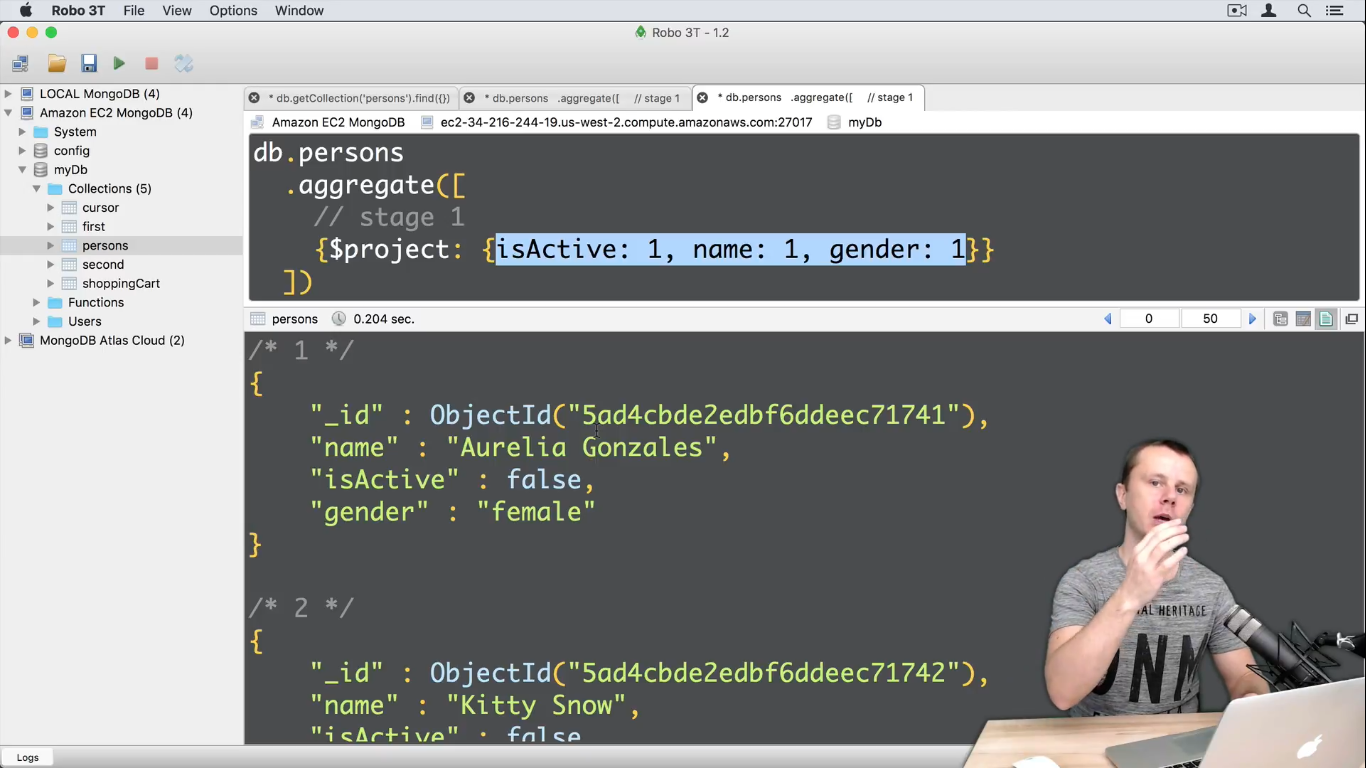 Robo 3T File View Options Window
Robo 3T - 1.2
LOCAL MongoDB (4)
Amazon EC2 MongoDB (4)
System
config
myDb
Collections (5)
cursor
first
persons
second
shoppingCart
Functions
Users
MongoDB Atlas Cloud (2)
* db.getCollection('persons').find({}) * db.persons .aggregate([ // stage 1 * db.persons .aggregate([ // stage 1
Amazon EC2 MongoDB ec2-34-216-244-19.us-west-2.compute.amazonaws.com:27017 myDb
db.persons
.aggregate([
// stage 1
{$project: {isActive: 1, name: 1, gender: 1}}
])
persons 0.204 sec. 0 50
/* 1 */
{
"_id" : ObjectId("5ad4cbde2edbf6ddeec71741"),
"name" : "Aurelia Gonzales",
"isActive" : false,
"gender" : "female"
}
/* 2 */
{
"_id" : ObjectId("5ad4cbde2edbf6ddeec71742"),
"name" : "Kitty Snow",
"isActive" : false
HERITAGE
Logs